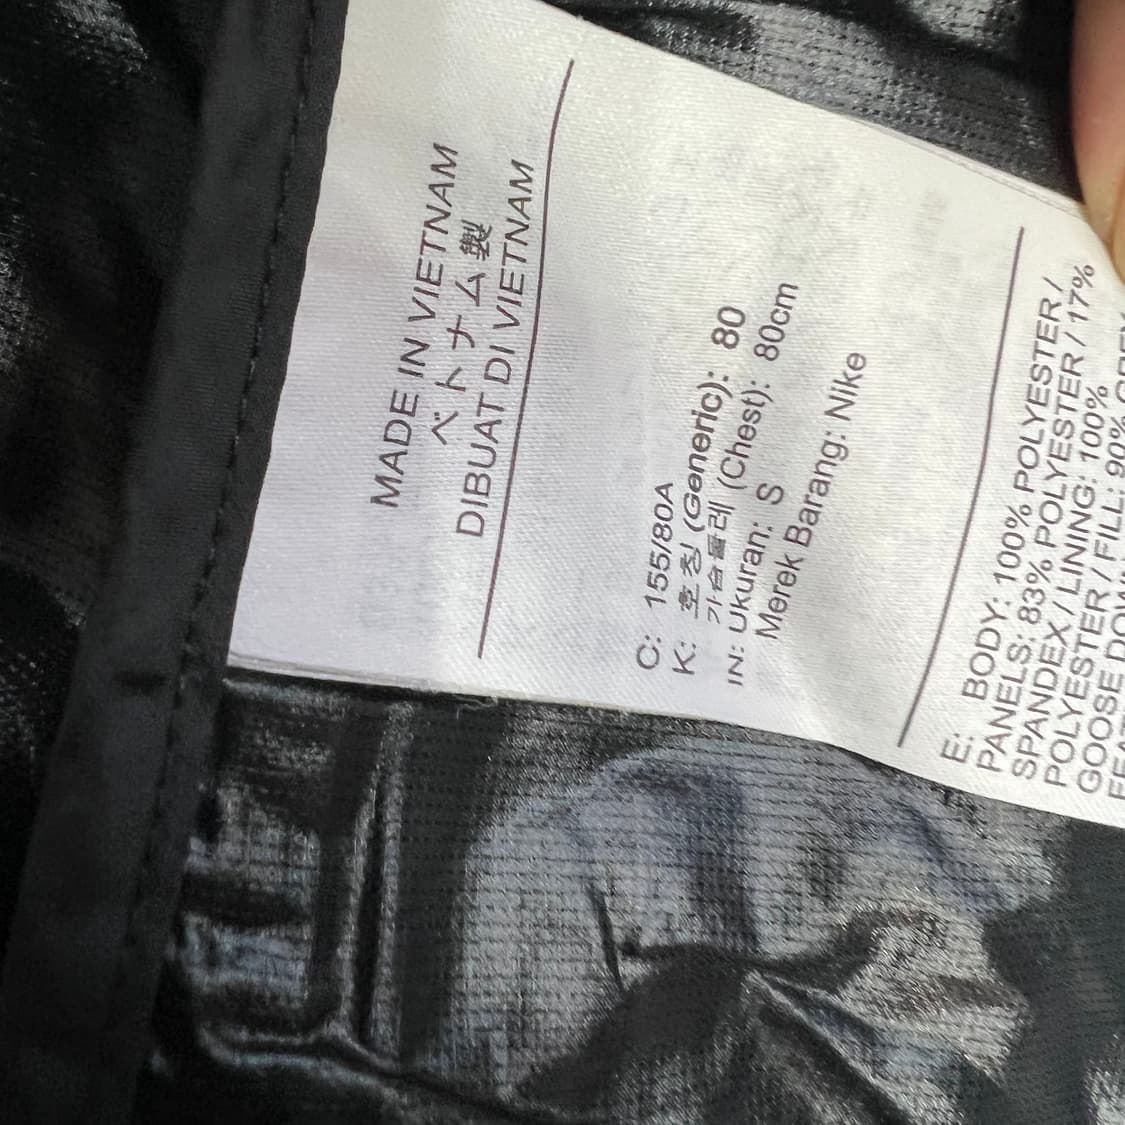 MADE IN VIETNAM
ベトナム製
DIBUAT DI VIETNAM
C: 155/80A
K: 호칭 (Generic): 80
가슴둘레 (Chest): 80cm
IN: Ukuran: S
Merek Barang: Nike
E: BODY: 100% POLYESTER /
PANELS: 83% POLYESTER / 17%
SPANDEX / LINING: 100%
POLYESTER / FILL: 90%
GOOSE